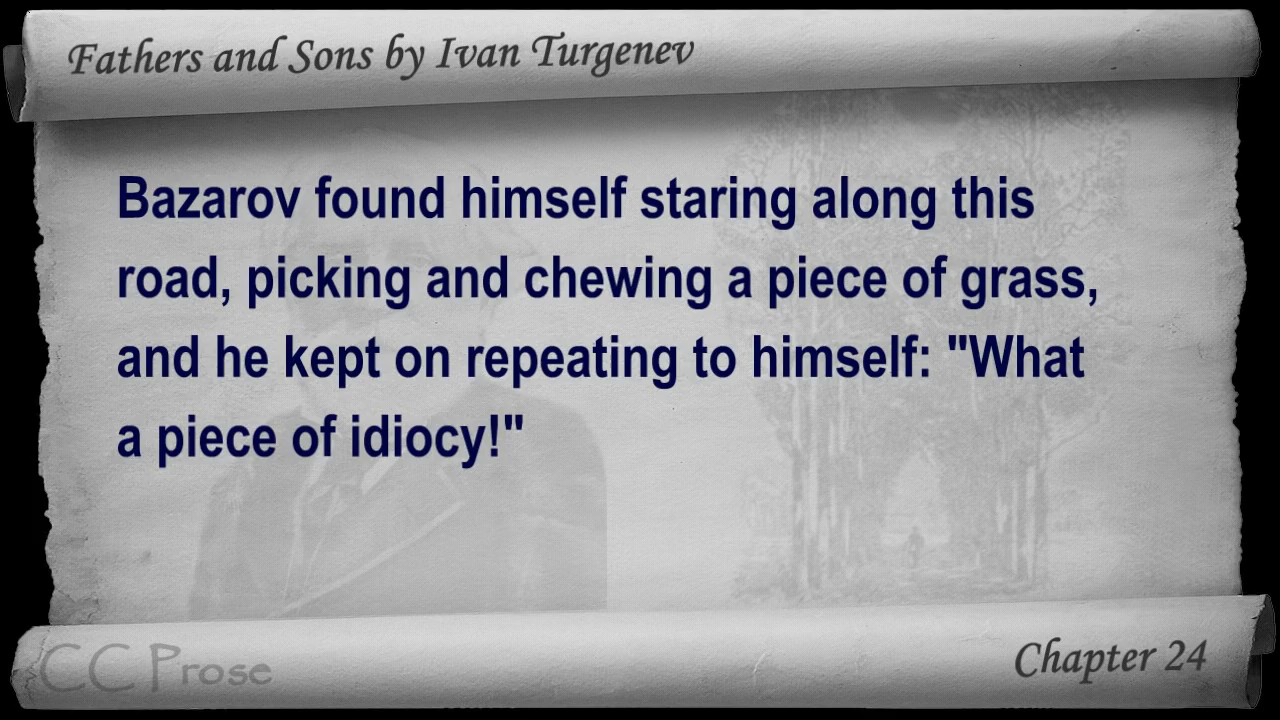 Fathers and Sons by Ivan Turgenev
Bazarov found himself staring along this
road, picking and chewing a piece of grass,
and he kept on repeating to himself: "What
a piece of idiocy!"
CC Prose
Chapter 24